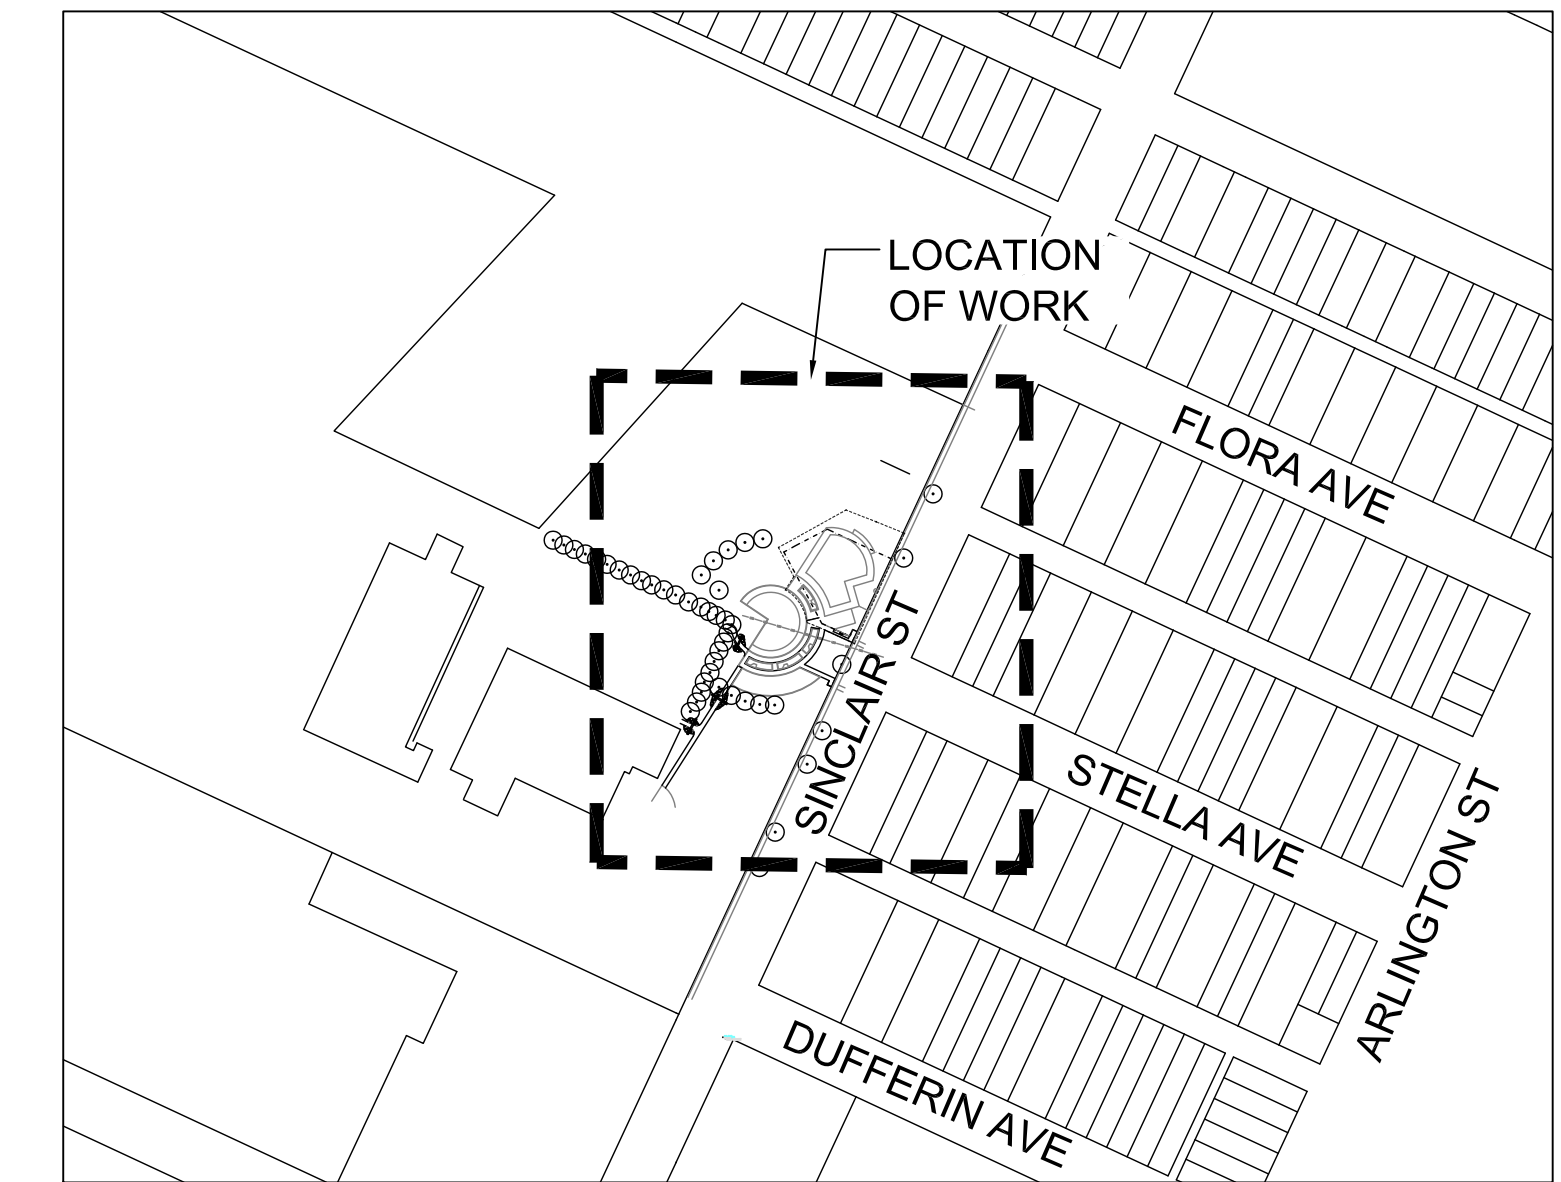 LOCATION
OF WORK
FLORA AVE
SINCLAIR ST
STELLA AVE
ARLINGTON ST
DUFFERIN AVE